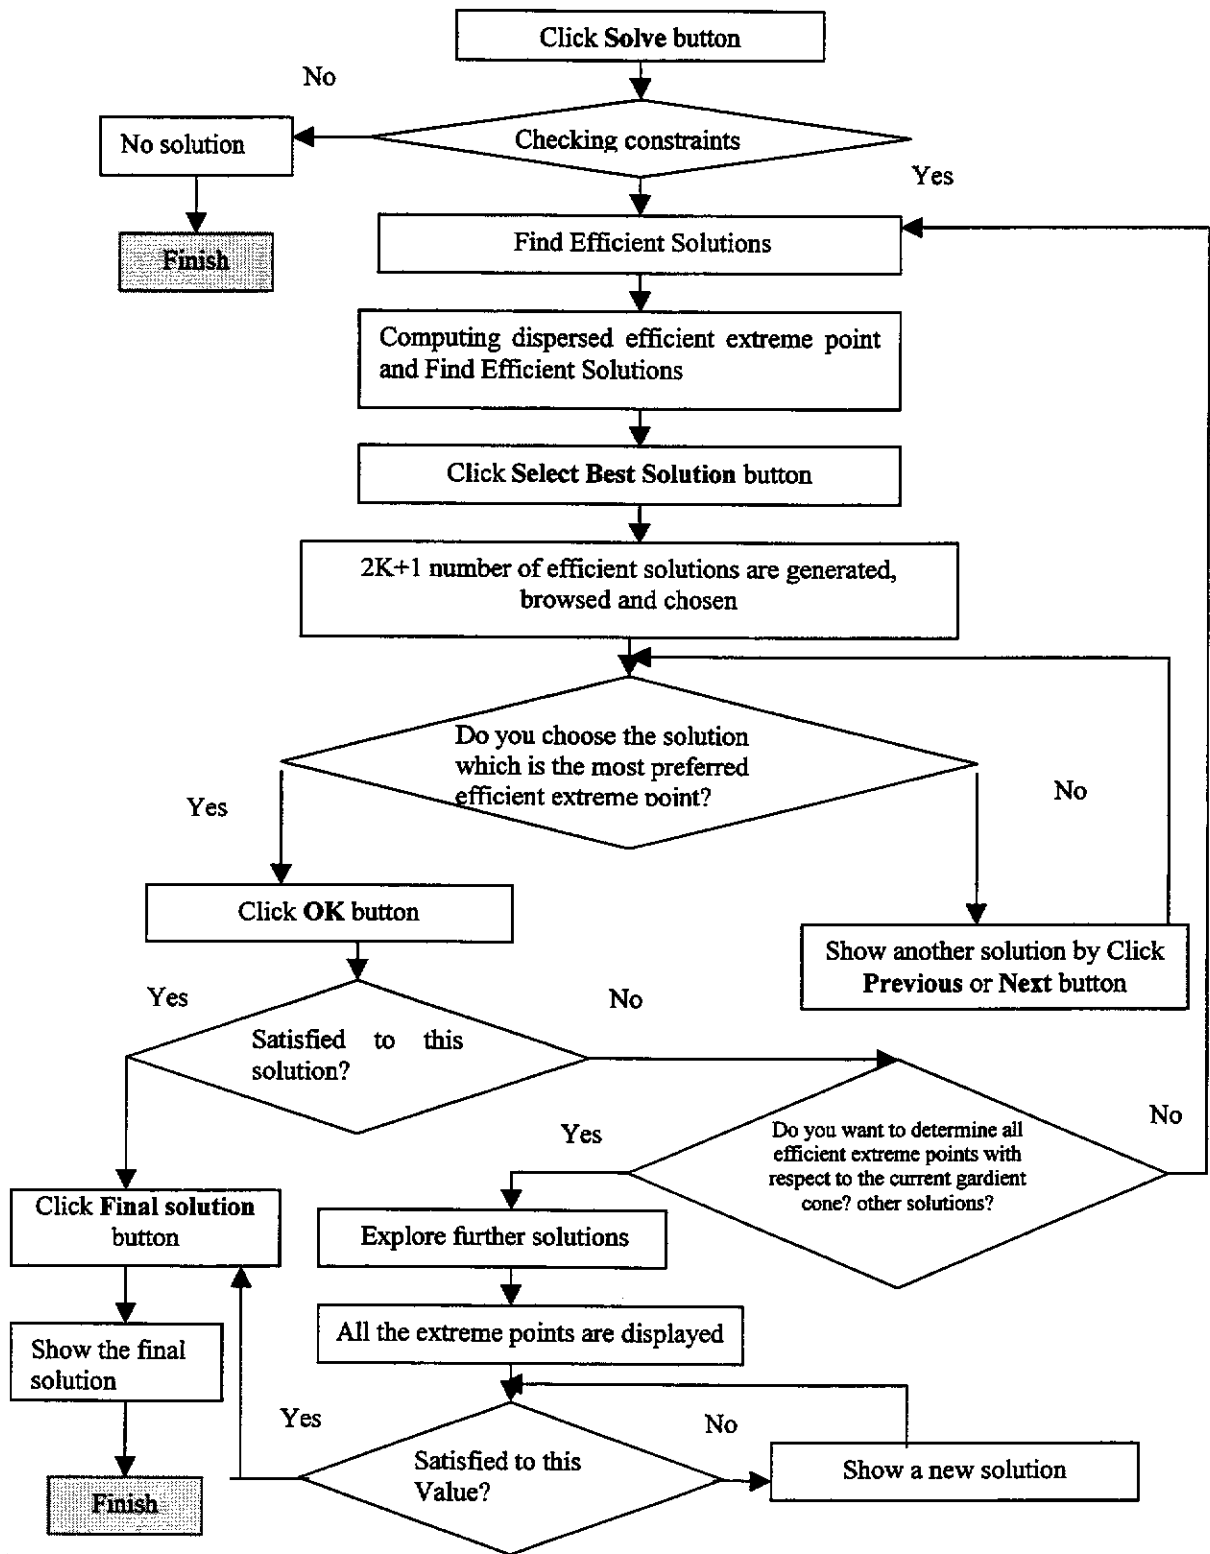 Click Solve button
No
Checking constraints
No solution
Yes
Find Efficient Solutions
Finish
Computing dispersed efficient extreme point
and Find Efficient Solutions
Click Select Best Solution button
2K+1 number of efficient solutions are generated,
browsed and chosen
Do you choose the solution
which is the most preferred
efficient extreme point?
Yes
No
Click OK button
Show another solution by Click
Previous or Next button
Yes
No
Satisfied to this
solution?
Do you want to determine all
efficient extreme points with
respect to the current gardient
cone? other solutions?
Yes
No
Click Final solution
button
Explore further solutions
All the extreme points are displayed
Show the final
solution
Yes
No
Satisfied to this
Value?
Show a new solution
Finish